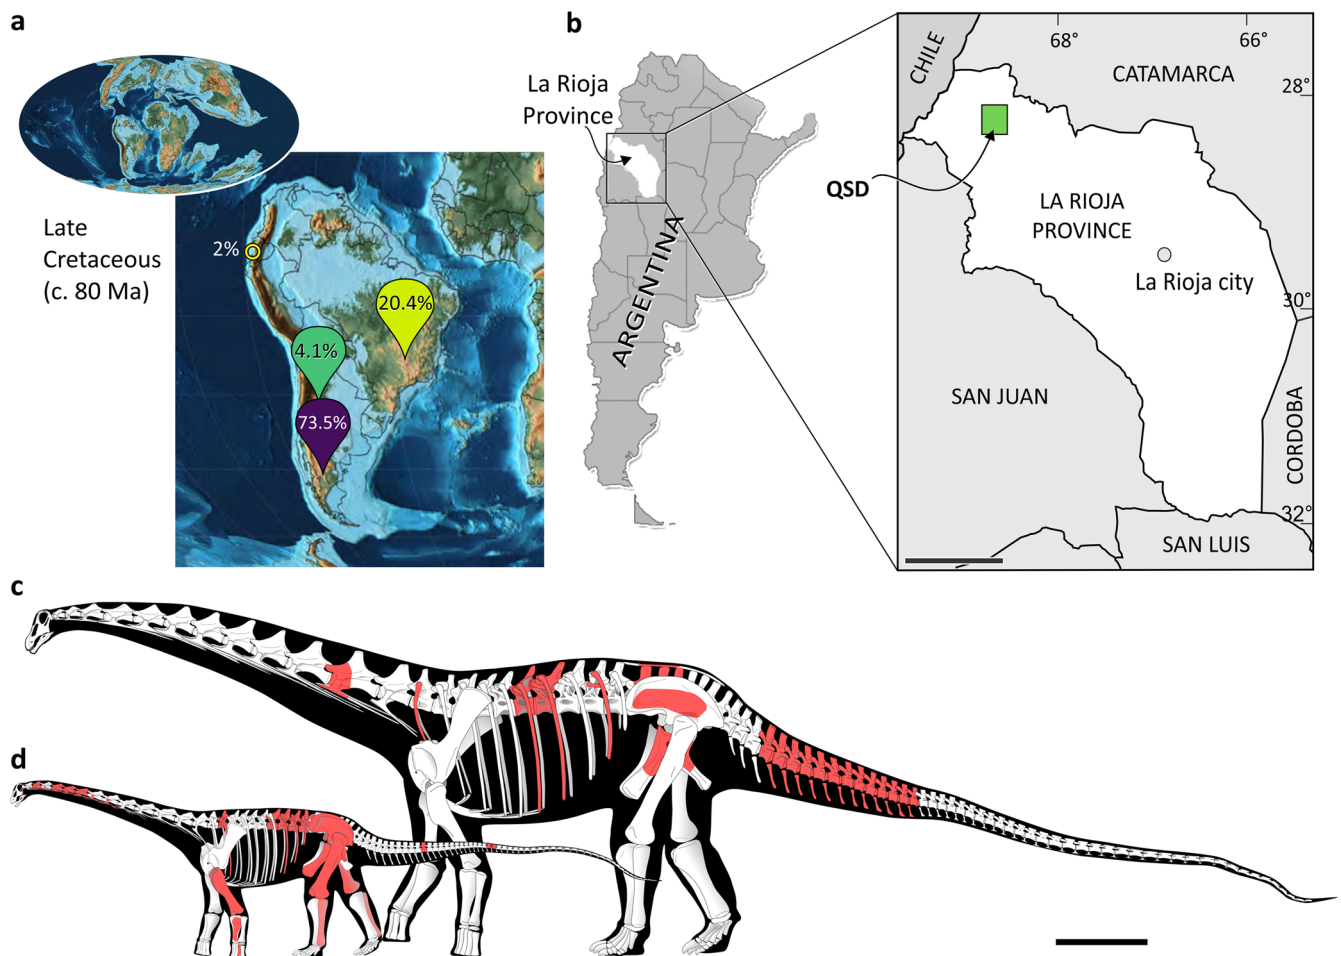 a
Late
Cretaceous
(c. 80 Ma)
2%
20.4%
4.1%
73.5%
b
La Rioja
Province
ARGENTINA
CHILE
68°
66°
CATAMARCA
28°
QSD
LA RIOJA
PROVINCE
La Rioja city
30°
SAN JUAN
CORDOBA
32°
SAN LUIS
c
d